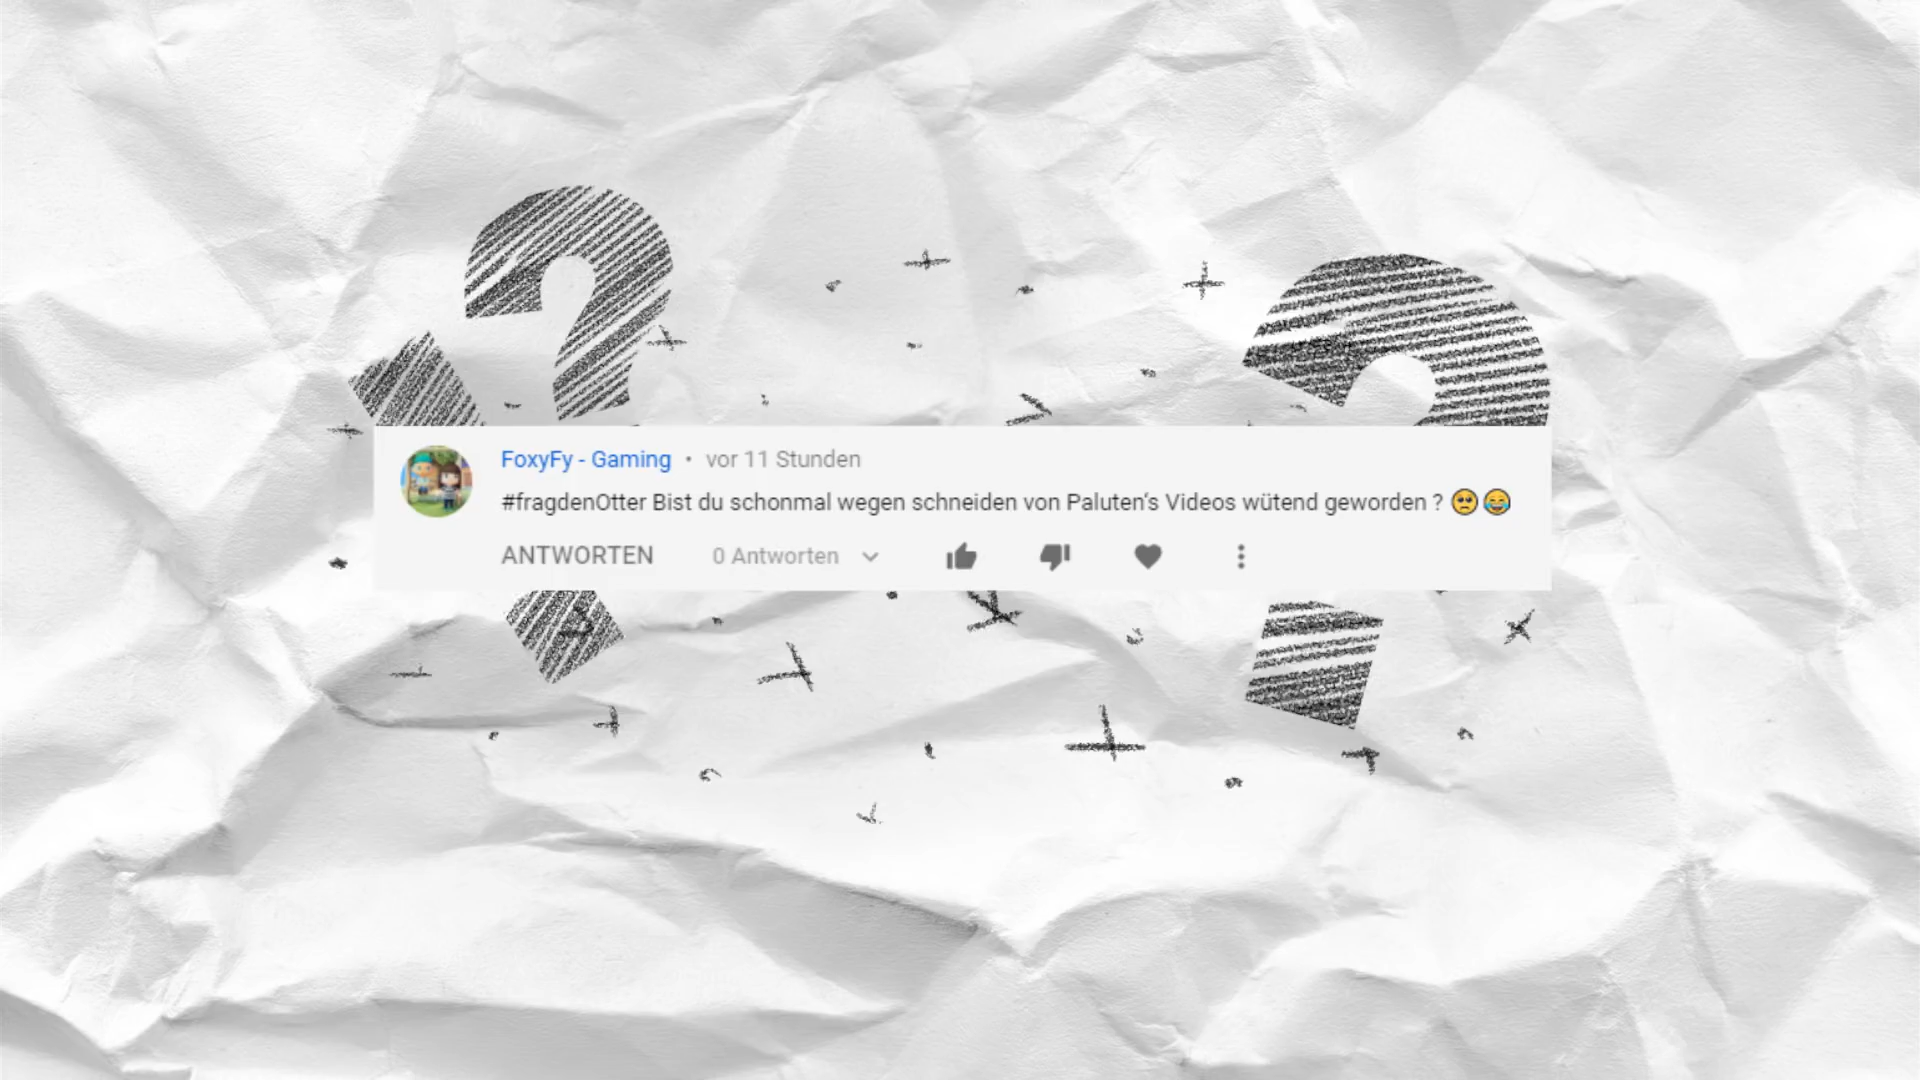 FoxyFy - Gaming • vor 11 Stunden
#fragdenOtter Bist du schonmal wegen schneiden von Paluten‘s Videos wütend geworden ? 🥺😂
ANTWORTEN 0 Antworten